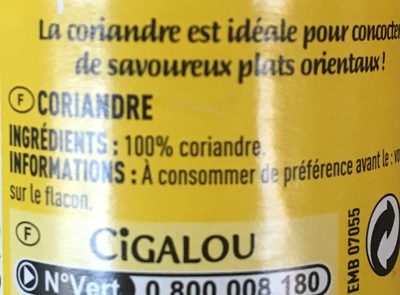 La coriandre est idéale pour concocter
de savoureux plats orientaux !
F CORIANDRE
INGRÉDIENTS : 100% coriandre.
INFORMATIONS : À consommer de préférence avant le :
sur le flacon.
F CiGALOU
N°Vert 0 800 008 180
EMB 07055